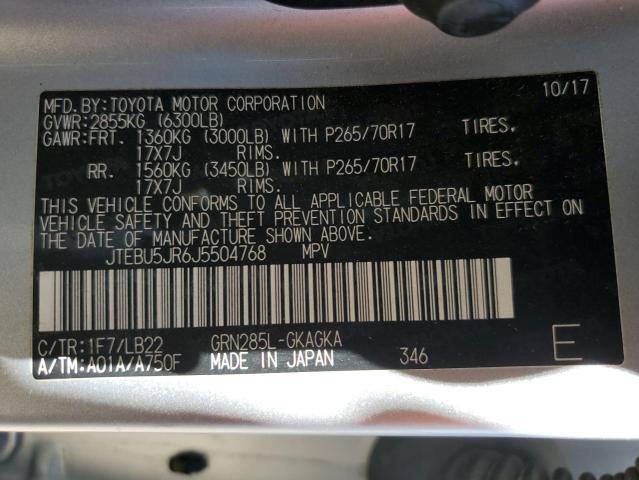 MFD.BY:TOYOTA MOTOR CORPORATION 10/17
GVWR:2855KG (6300LB)
GAWR:FRT. 1360KG (3000LB) WITH P265/70R17 TIRES.
17X7J RIMS.
RR. 1560KG (3450LB) WITH P265/70R17 TIRES.
17X7J RIMS.
THIS VEHICLE CONFORMS TO ALL APPLICABLE FEDERAL MOTOR
VEHICLE SAFETY AND THEFT PREVENTION STANDARDS IN EFFECT ON
THE DATE OF MANUFACTURE SHOWN ABOVE.
JTEBU5JR6J5504768 MPV
C/TR:1F7/LB22 GRN285L-GKAGKA
A/TM:A01A/A750F MADE IN JAPAN 346 E